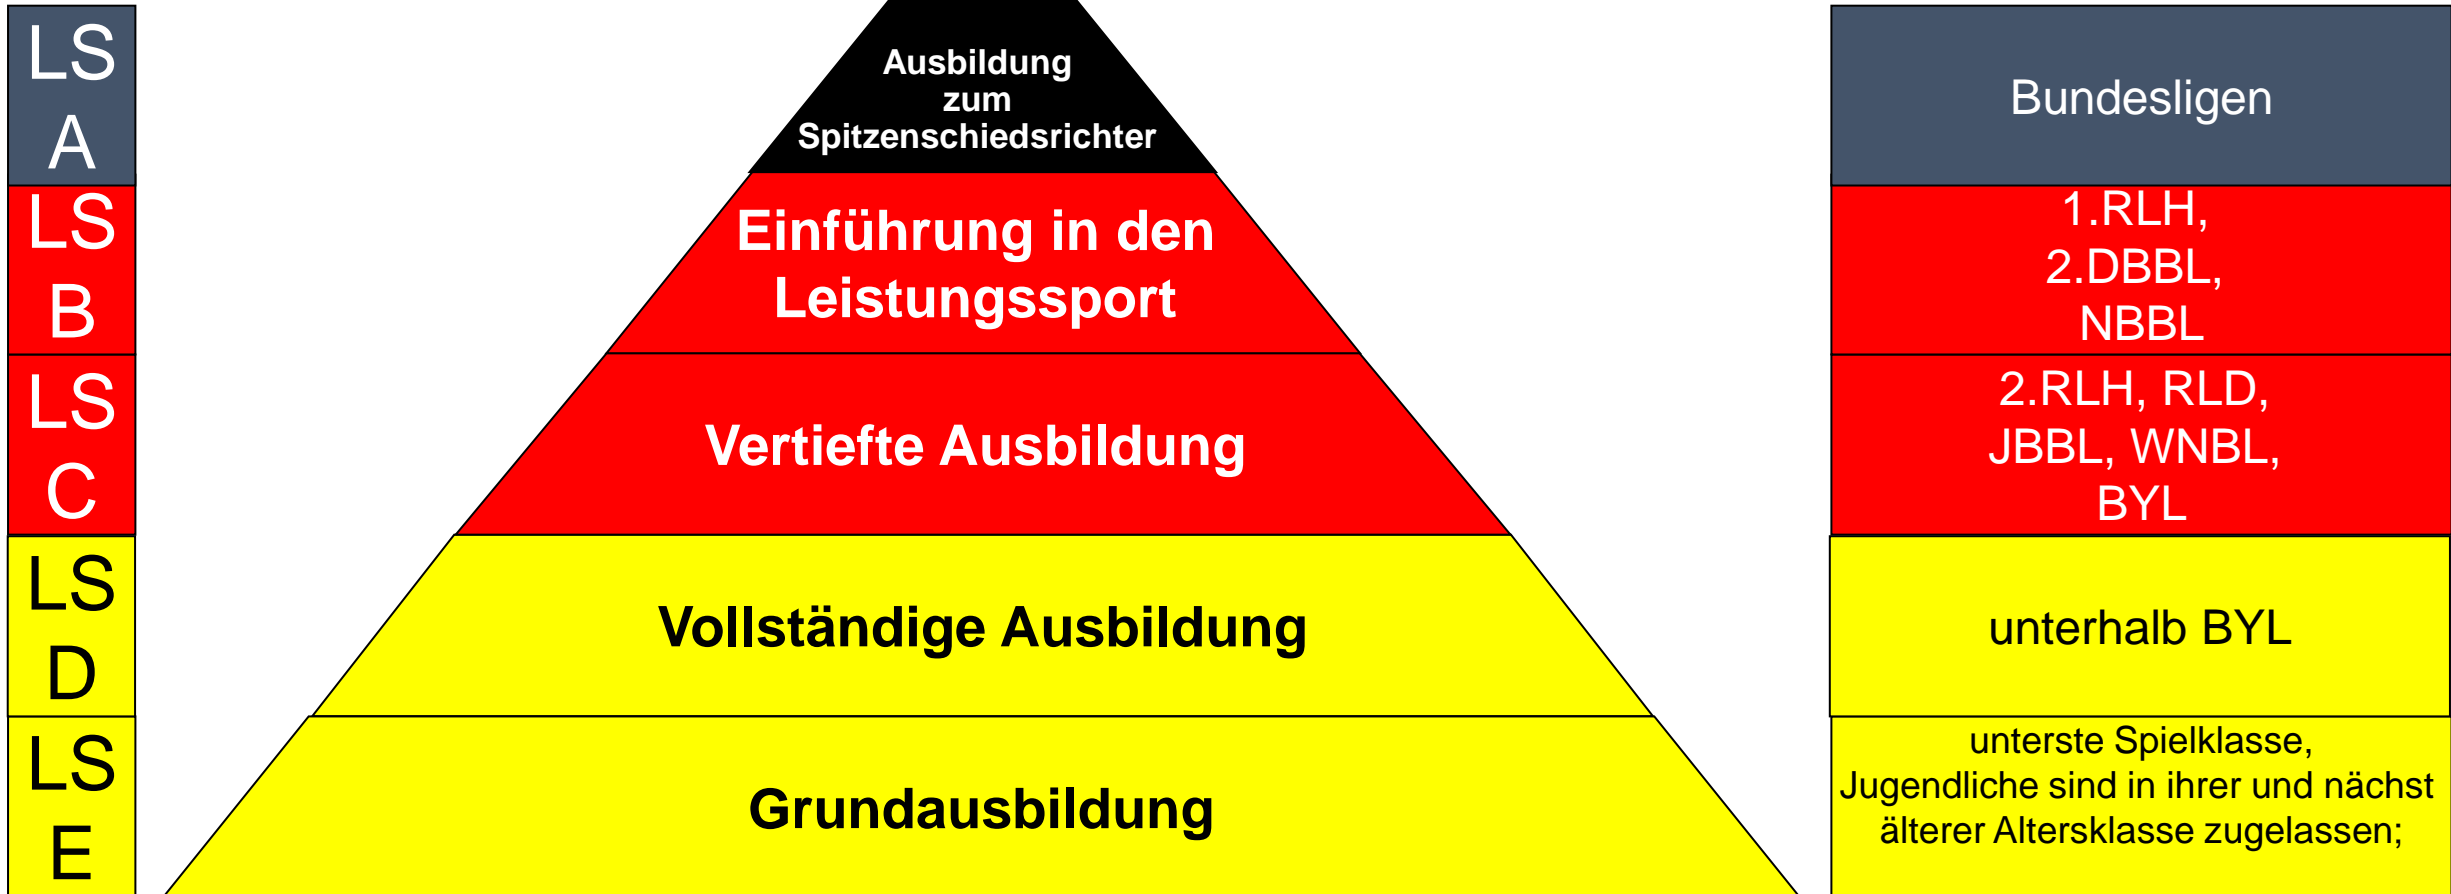 LS
A
Ausbildung
zum
Spitzenschiedsrichter
Bundesligen
LS
B
Einführung in den
Leistungssport
1.RLH,
2.DBBL,
NBBL
LS
C
Vertiefte Ausbildung
2.RLH, RLD,
JBBL, WNBL,
BYL
LS
D
Vollständige Ausbildung
unterhalb BYL
LS
E
Grundausbildung
unterste Spielklasse,
Jugendliche sind in ihrer und nächst
älterer Altersklasse zugelassen;